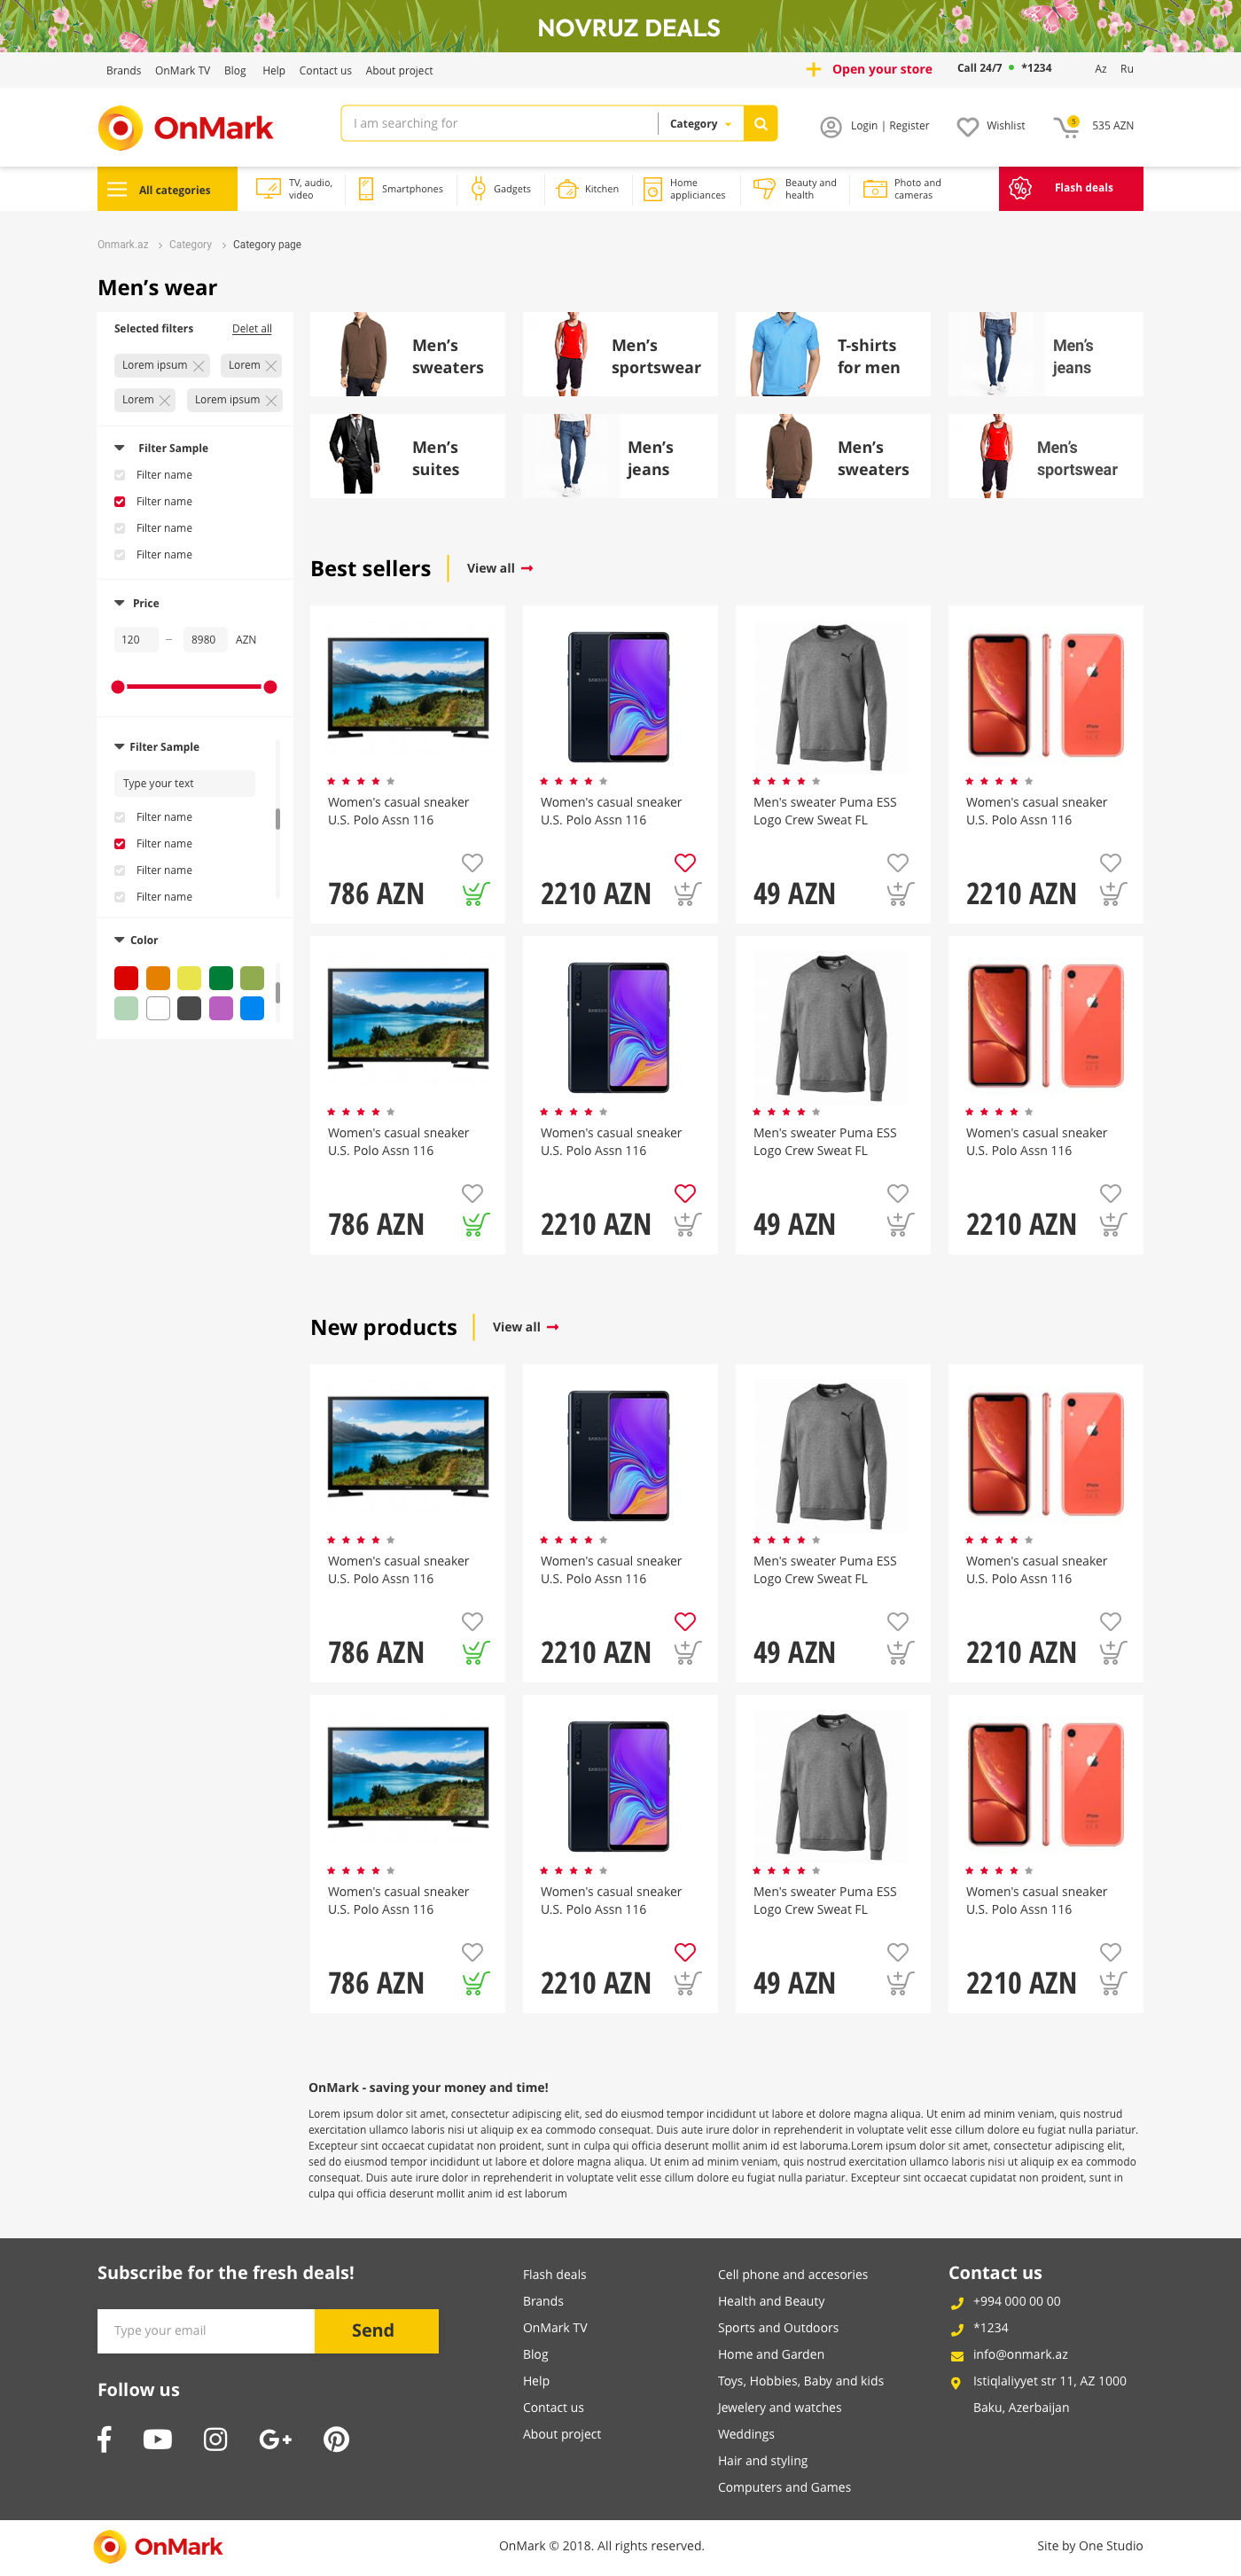 NOVRUZ DEALS
Brands OnMark TV Blog Help Contact us About project
Open your store Call 24/7 • *1234 Az Ru
OnMark
I am searching for Category
Login | Register Wishlist 5 535 AZN
All categories
TV, audio,
video
Smartphones
Gadgets
Kitchen
Home
appliciances
Beauty and
health
Photo and
cameras
% Flash deals
Onmark.az > Category > Category page
Men’s wear
Selected filters Delet all
Lorem ipsum Lorem
Lorem Lorem ipsum
Filter Sample
Filter name
Filter name
Filter name
Filter name
Price
120 – 8980 AZN
Filter Sample
Type your text
Filter name
Filter name
Filter name
Filter name
Color
Men’s
sweaters
Men’s
sportswear
T-shirts
for men
Men’s
jeans
Men’s
suites
Men’s
jeans
Men’s
sweaters
Men’s
sportswear
Best sellers View all
Women's casual sneaker
U.S. Polo Assn 116
786 AZN
SAMSUNG
Women's casual sneaker
U.S. Polo Assn 116
2210 AZN
Men's sweater Puma ESS
Logo Crew Sweat FL
49 AZN
iPhone
Women's casual sneaker
U.S. Polo Assn 116
2210 AZN
Women's casual sneaker
U.S. Polo Assn 116
786 AZN
SAMSUNG
Women's casual sneaker
U.S. Polo Assn 116
2210 AZN
Men's sweater Puma ESS
Logo Crew Sweat FL
49 AZN
iPhone
Women's casual sneaker
U.S. Polo Assn 116
2210 AZN
New products View all
Women's casual sneaker
U.S. Polo Assn 116
786 AZN
SAMSUNG
Women's casual sneaker
U.S. Polo Assn 116
2210 AZN
Men's sweater Puma ESS
Logo Crew Sweat FL
49 AZN
iPhone
Women's casual sneaker
U.S. Polo Assn 116
2210 AZN
Women's casual sneaker
U.S. Polo Assn 116
786 AZN
SAMSUNG
Women's casual sneaker
U.S. Polo Assn 116
2210 AZN
Men's sweater Puma ESS
Logo Crew Sweat FL
49 AZN
iPhone
Women's casual sneaker
U.S. Polo Assn 116
2210 AZN
OnMark - saving your money and time!
Lorem ipsum dolor sit amet, consectetur adipiscing elit, sed do eiusmod tempor incididunt ut labore et dolore magna aliqua. Ut enim ad minim veniam, quis nostrud
exercitation ullamco laboris nisi ut aliquip ex ea commodo consequat. Duis aute irure dolor in reprehenderit in voluptate velit esse cillum dolore eu fugiat nulla pariatur.
Excepteur sint occaecat cupidatat non proident, sunt in culpa qui officia deserunt mollit anim id est laboruma.Lorem ipsum dolor sit amet, consectetur adipiscing elit,
sed do eiusmod tempor incididunt ut labore et dolore magna aliqua. Ut enim ad minim veniam, quis nostrud exercitation ullamco laboris nisi ut aliquip ex ea commodo
consequat. Duis aute irure dolor in reprehenderit in voluptate velit esse cillum dolore eu fugiat nulla pariatur. Excepteur sint occaecat cupidatat non proident, sunt in
culpa qui officia deserunt mollit anim id est laborum
Subscribe for the fresh deals!
Type your email Send
Follow us
G+
Flash deals
Brands
OnMark TV
Blog
Help
Contact us
About project
Cell phone and accesories
Health and Beauty
Sports and Outdoors
Home and Garden
Toys, Hobbies, Baby and kids
Jewelery and watches
Weddings
Hair and styling
Computers and Games
Contact us
+994 000 00 00
*1234
info@onmark.az
Istiqlaliyyet str 11, AZ 1000
Baku, Azerbaijan
OnMark
OnMark © 2018. All rights reserved.
Site by One Studio